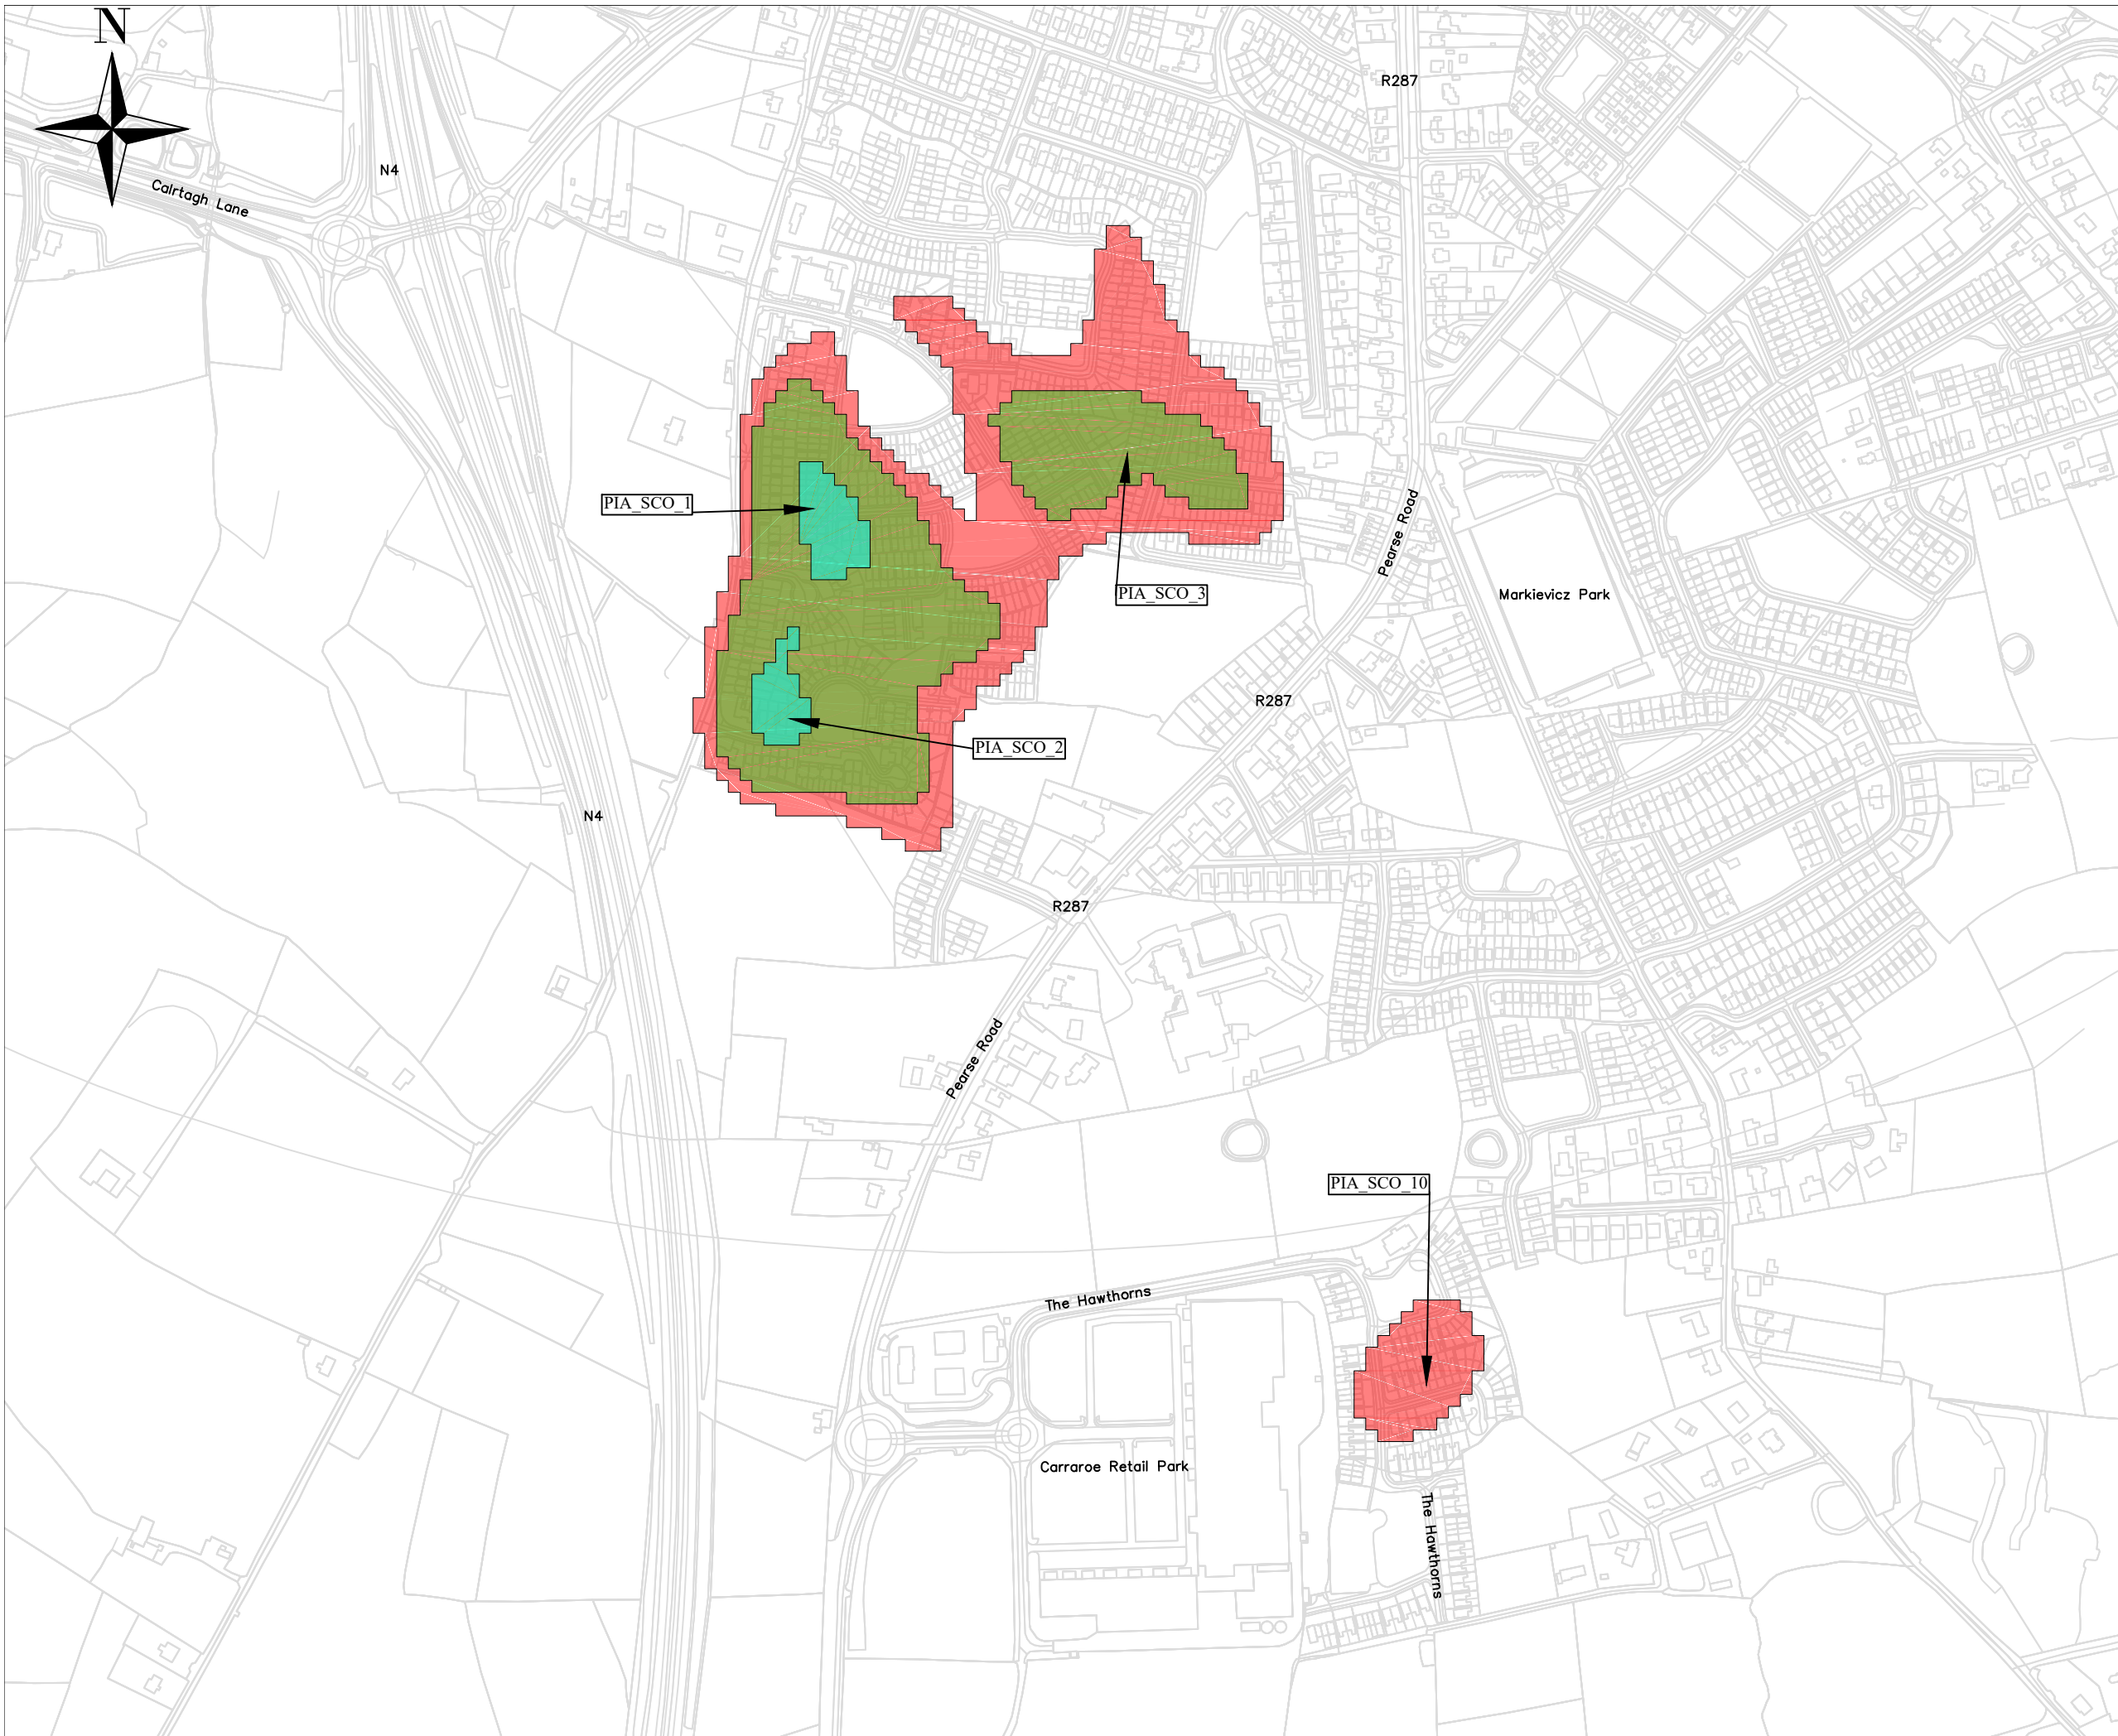 N
R287
N4
Calrtagh Lane
PIA_SCO_1
Pearse Road
PIA_SCO_3
Markievicz Park
R287
PIA_SCO_2
N4
R287
Pearse Road
PIA_SCO_10
The Hawthorns
Carraroe Retail Park
The Hawthorns